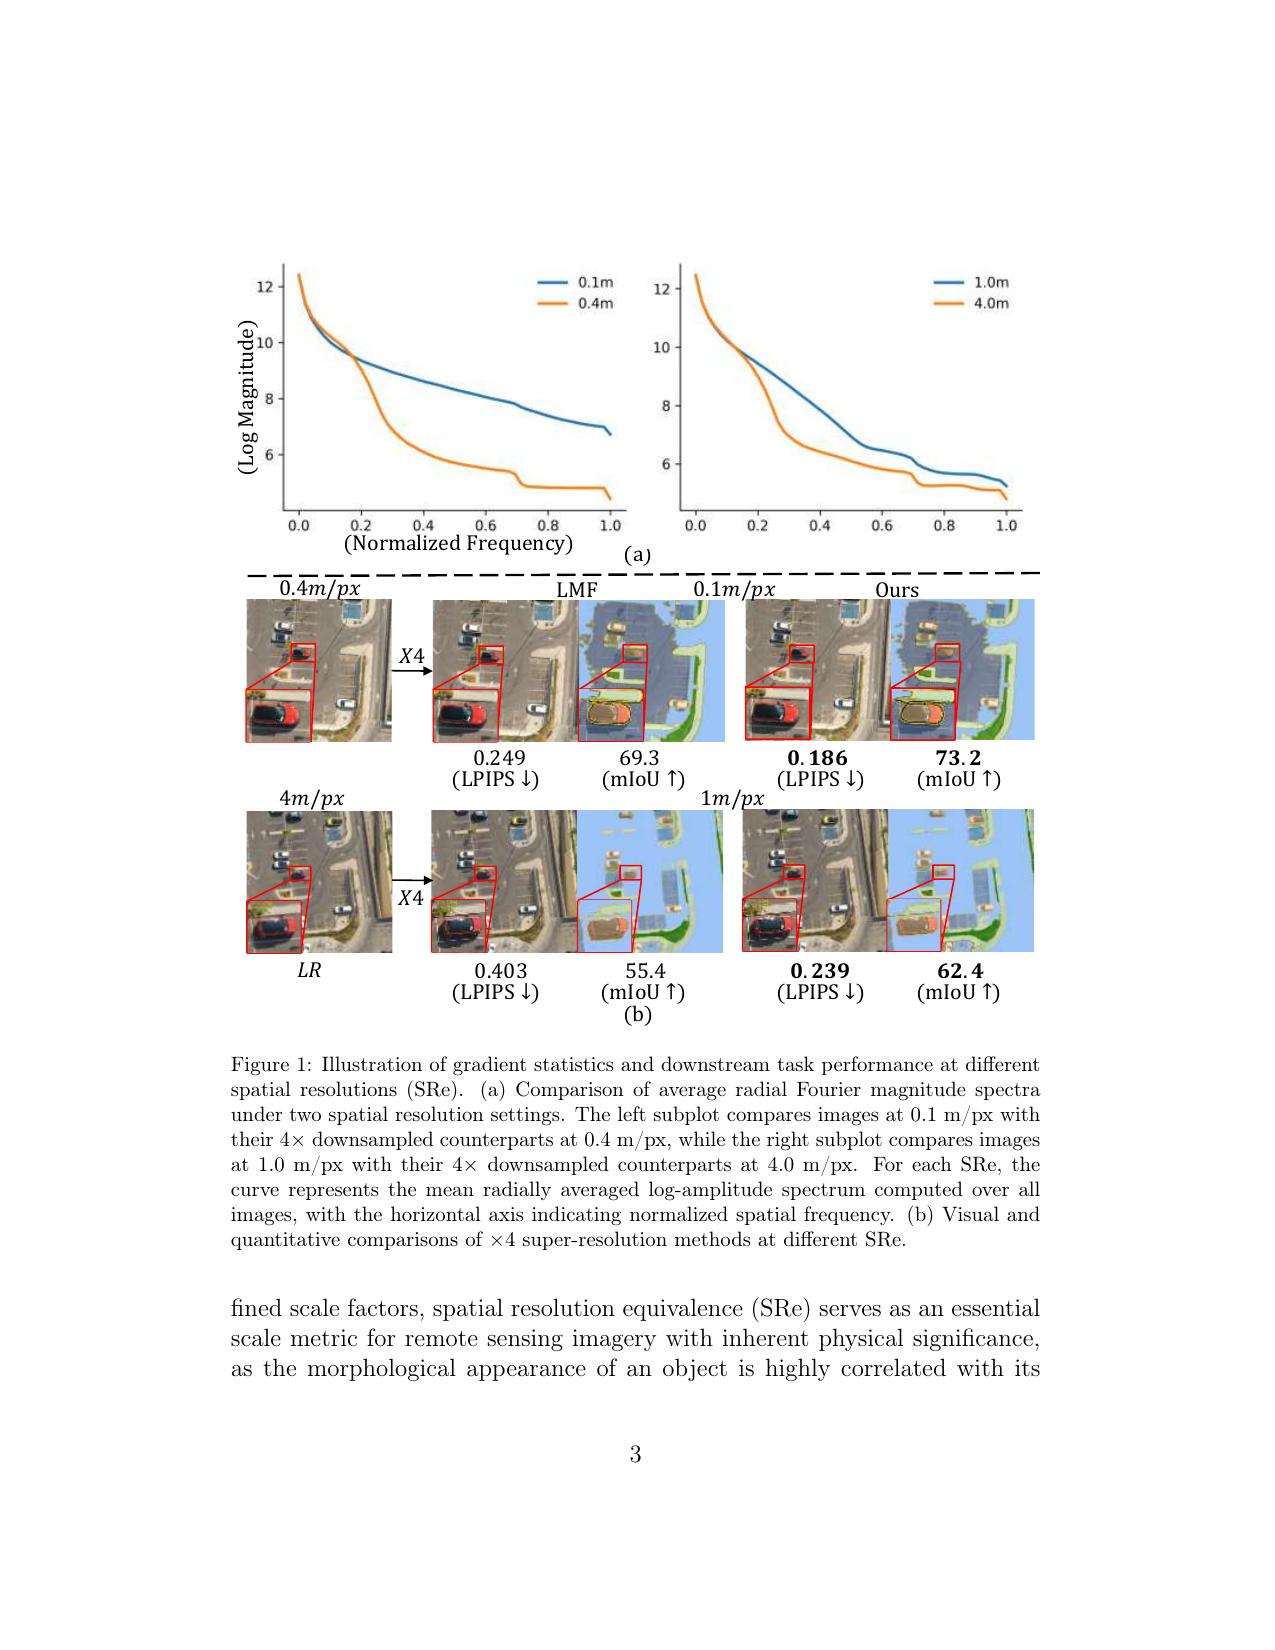 12
10
8
6
(Log Magnitude)
0.1m
0.4m
0.0 0.2 0.4 0.6 0.8 1.0
(Normalized Frequency)
12
10
8
6
1.0m
4.0m
0.0 0.2 0.4 0.6 0.8 1.0
(a)
0.4m/px LMF 0.1m/px Ours
X4
0.249 69.3 0.186 73.2
(LPIPS ↓) (mIoU ↑) (LPIPS ↓) (mIoU ↑)
4m/px 1m/px
X4
LR 0.403 55.4 0.239 62.4
(LPIPS ↓) (mIoU ↑) (LPIPS ↓) (mIoU ↑)
(b)
Figure 1: Illustration of gradient statistics and downstream task performance at different
spatial resolutions (SRe). (a) Comparison of average radial Fourier magnitude spectra
under two spatial resolution settings. The left subplot compares images at 0.1 m/px with
their 4× downsampled counterparts at 0.4 m/px, while the right subplot compares images
at 1.0 m/px with their 4× downsampled counterparts at 4.0 m/px. For each SRe, the
curve represents the mean radially averaged log-amplitude spectrum computed over all
images, with the horizontal axis indicating normalized spatial frequency. (b) Visual and
quantitative comparisons of ×4 super-resolution methods at different SRe.
fined scale factors, spatial resolution equivalence (SRe) serves as an essential
scale metric for remote sensing imagery with inherent physical significance,
as the morphological appearance of an object is highly correlated with its
3